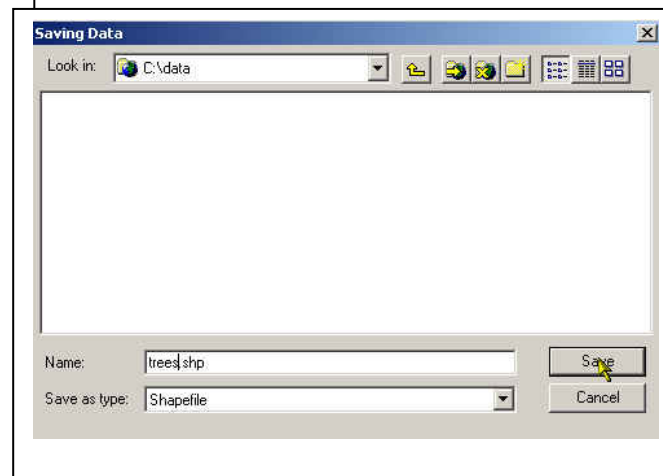 Saving Data
Look in: C:\data
Name: trees.shp
Save
Save as type: Shapefile
Cancel